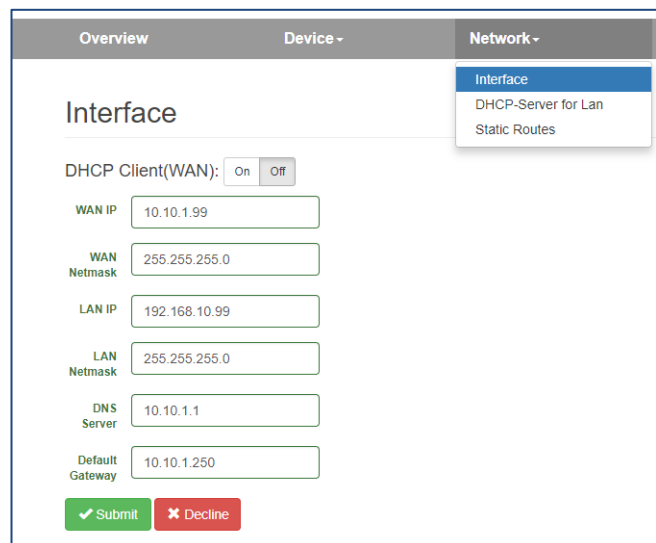 Overview Device Network
Interface
DHCP-Server for Lan
Static Routes
Interface
DHCP Client(WAN): On Off
WAN IP 10.10.1.99
WAN
Netmask 255.255.255.0
LAN IP 192.168.10.99
LAN
Netmask 255.255.255.0
DNS
Server 10.10.1.1
Default
Gateway 10.10.1.250
Submit Decline